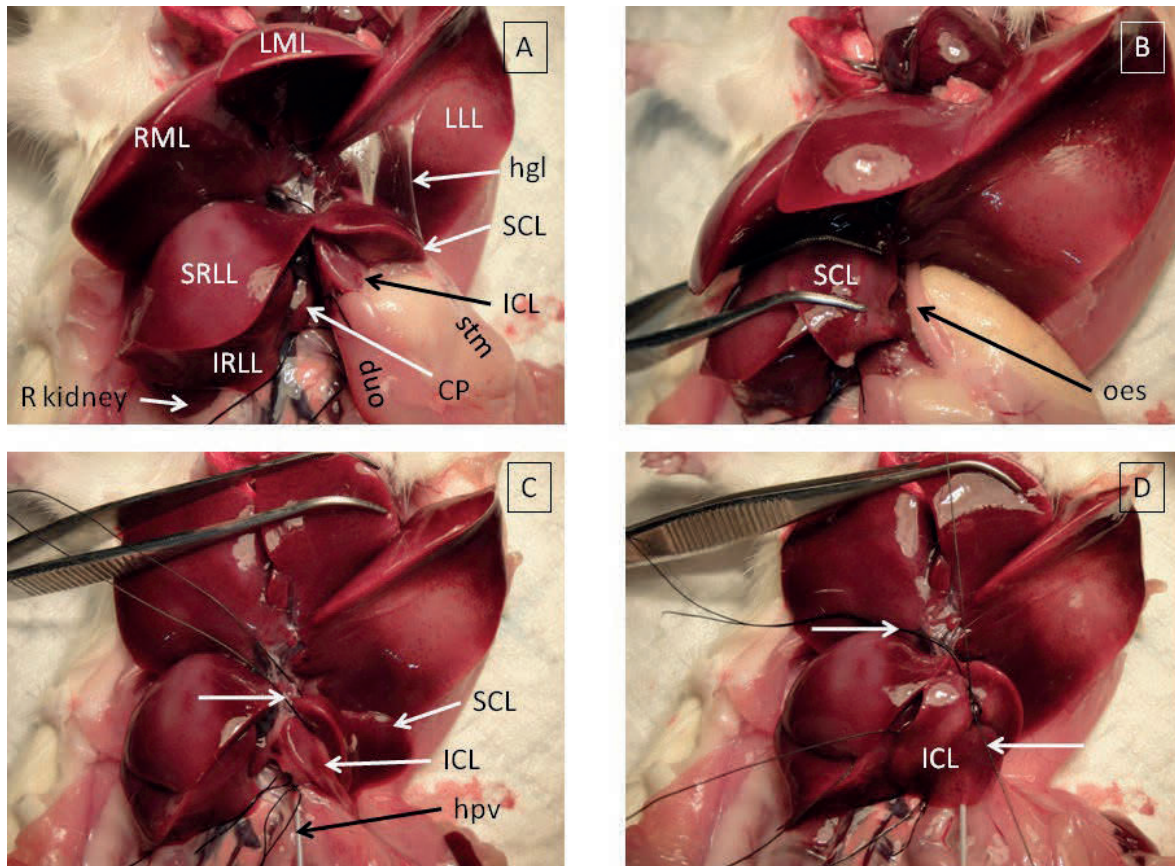 A
LML
RML
LLL
hgl
SCL
SRLL
ICL
stm
IRLL
duo
CP
R kidney
B
SCL
oes
C
SCL
ICL
hpv
D
ICL